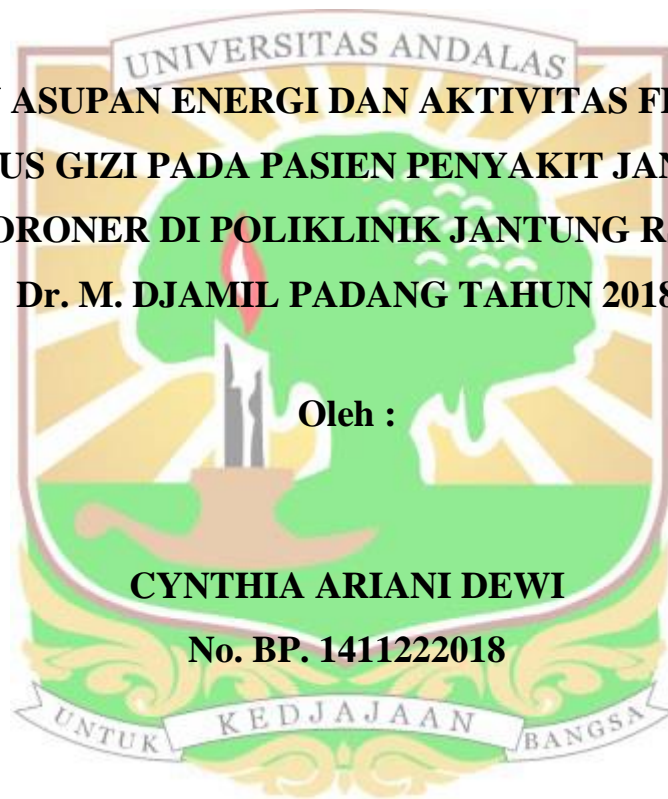 UNIVERSITAS ANDALAS
ASUPAN ENERGI DAN AKTIVITAS
US GIZI PADA PASIEN PENYAKIT JAN
ORONER DI POLIKLINIK JANTUNG R
Dr. M. DJAMIL PADANG TAHUN 2018
Oleh :
CYNTHIA ARIANI DEWI
No. BP. 1411222018
UNTUK KEDJAJAAN BANGSA